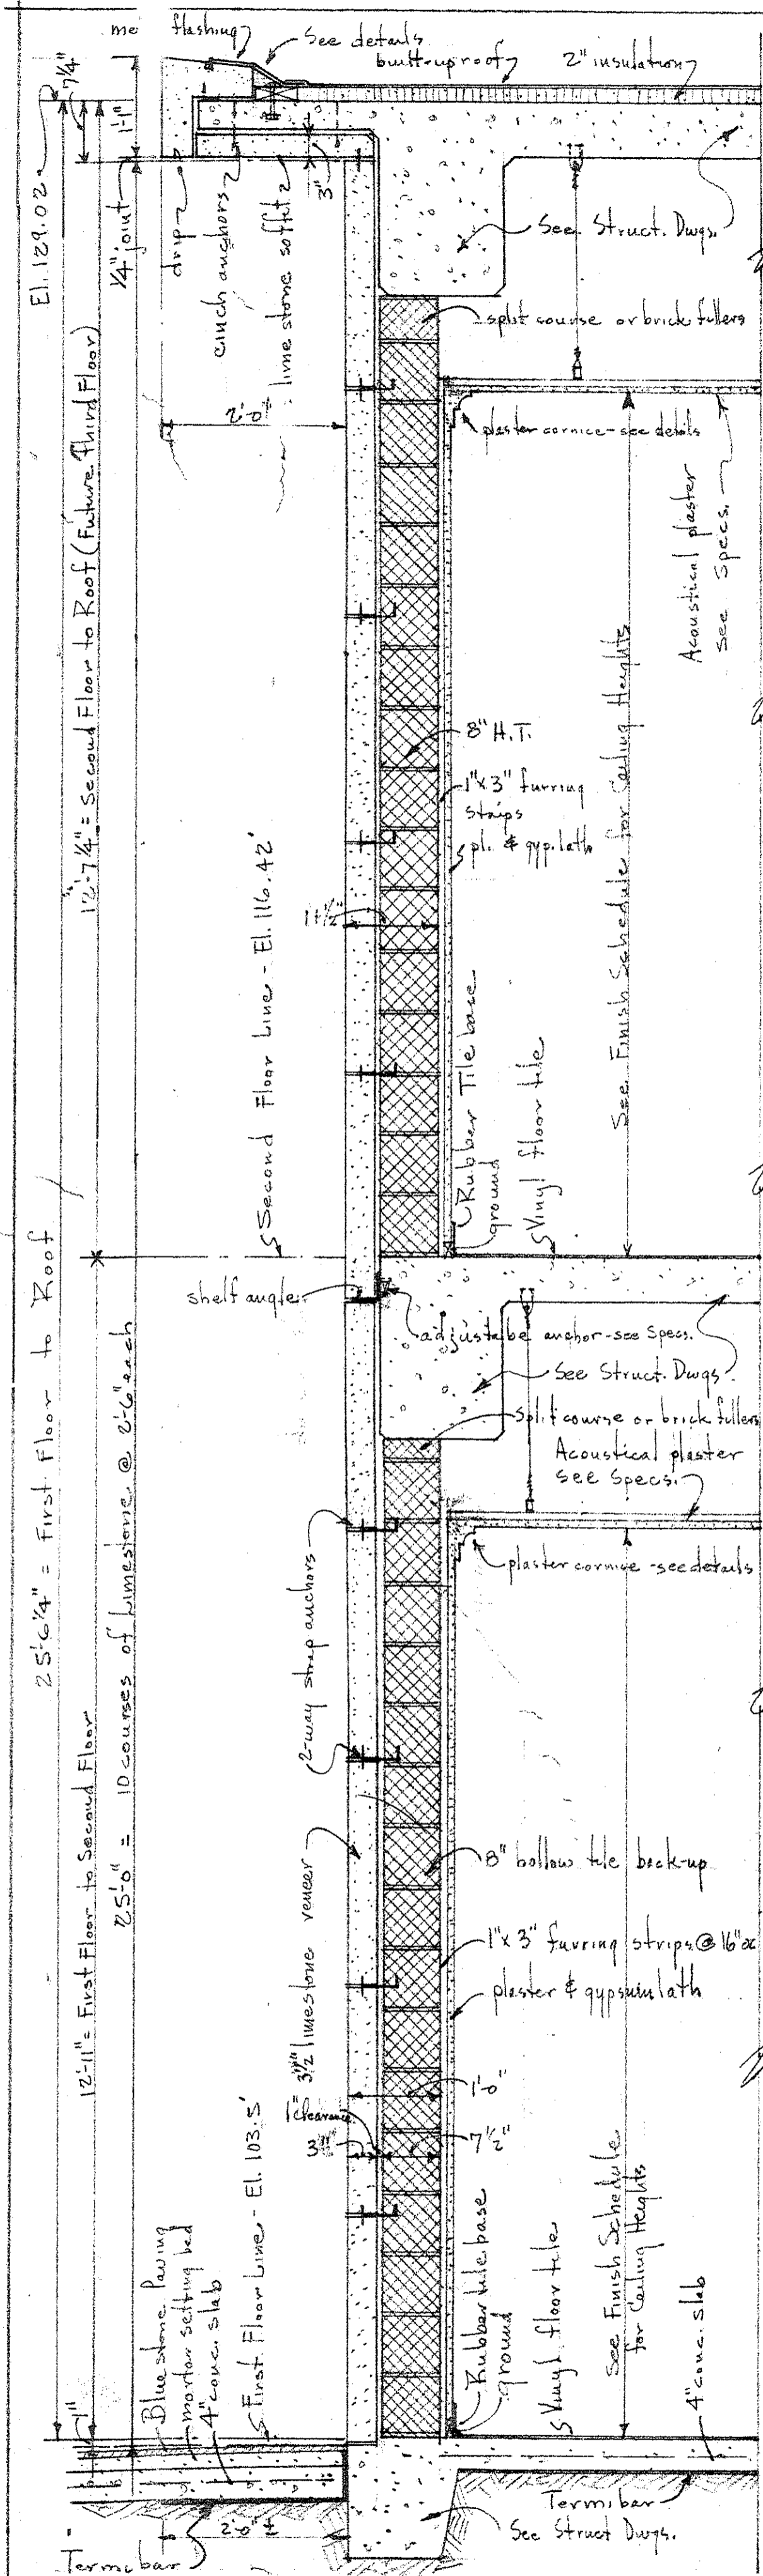 flashing
See details
built-up roof
2" insulation
7¼"
1'-1"
El. 129.02
¼" joint
drip
cinch anchors
lime stone soffit
3"
See Struct. Dwgs.
split course or brick fillers
2'-0"
plaster cornice - see details
Acoustical plaster
see Specs.
12'-7¼" = Second Floor to Roof (Future Third Floor)
See Finish Schedule for Ceiling Heights
8" H.T.
1" x 3" furring
strips
pl. & gyp. lath
11½"
Second Floor Line - El. 116.42'
Rubber Tile base
ground
Vinyl floor tile
shelf angle
adjustabe anchor - see Specs.
See Struct. Dwgs.
Split course or brick fillers
Acoustical plaster
see Specs.
plaster cornice - see details
25'-6¼" = First Floor to Roof
12'-11" = First Floor to Second Floor
25'-0" = 10 courses of Limestone @ 2'-6" each
2-way strap anchors
3½" limestone veneer
8" hollow tile back-up
1" x 3" furring strips @ 16" oc
plaster & gypsum lath
1'-0"
1" clearance
7½"
First Floor Line - El. 103.5'
Bluestone Paving
mortar setting bed
4" conc. slab
1"
Rubber tile base
ground
Vinyl floor tile
See Finish Schedule
for Ceiling Heights
4" conc. slab
Termibar
See Struct Dwgs.
2'-0" ±
Termibar